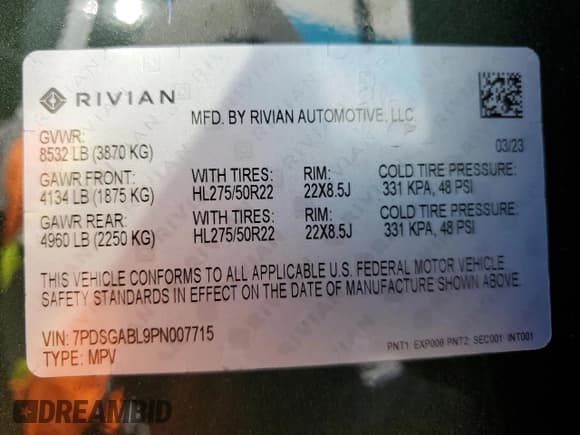 RIVIAN
MFD. BY RIVIAN AUTOMOTIVE, LLC
GVWR:
8532 LB (3870 KG)
03/23
GAWR FRONT: WITH TIRES: RIM: COLD TIRE PRESSURE:
4134 LB (1875 KG) HL275/50R22 22X8.5J 331 KPA, 48 PSI
GAWR REAR: WITH TIRES: RIM: COLD TIRE PRESSURE:
4960 LB (2250 KG) HL275/50R22 22X8.5J 331 KPA, 48 PSI
THIS VEHICLE CONFORMS TO ALL APPLICABLE U.S. FEDERAL MOTOR VEHICLE
SAFETY STANDARDS IN EFFECT ON THE DATE OF MANUFACTURE SHOWN ABOVE.
VIN: 7PDSGABL9PN007715
TYPE: MPV
PNT1: EXP008 PNT2: SEC001 INT001
DREAMBID